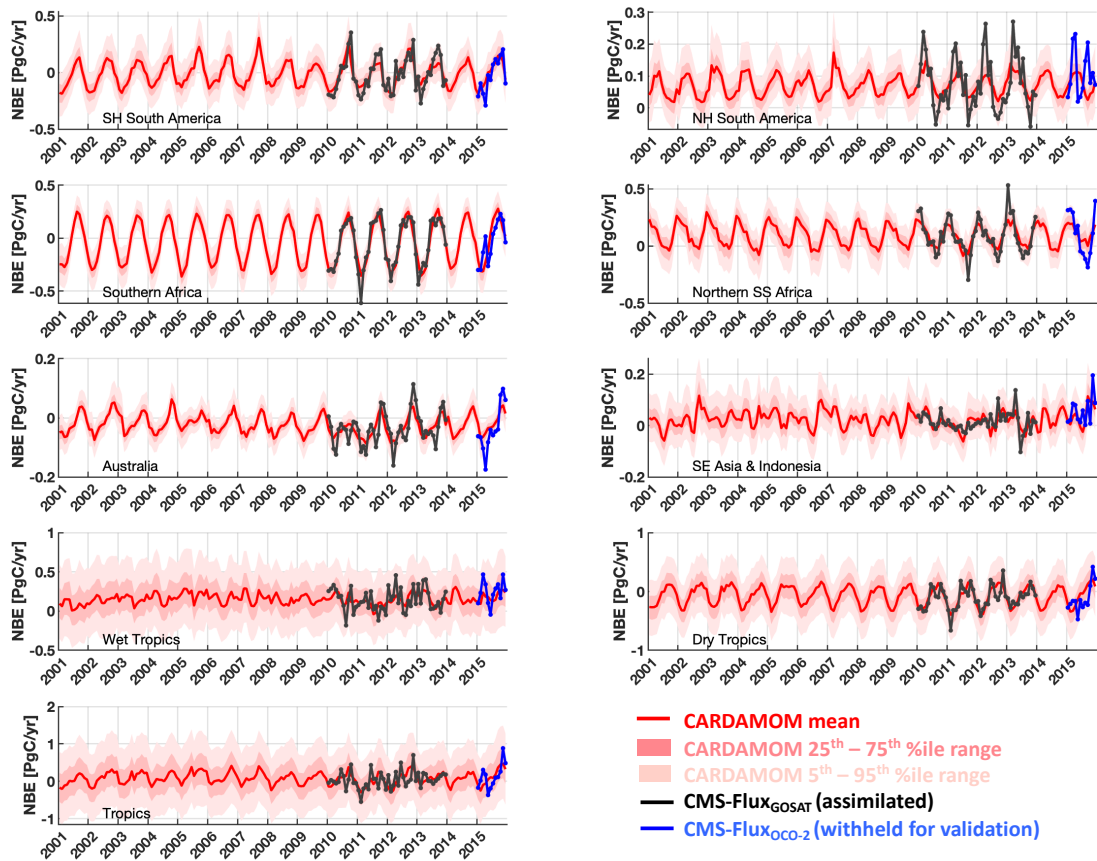 NBE [PgC/yr]
0.5
0
-0.5
SH South America
2001 2002 2003 2004 2005 2006 2007 2008 2009 2010 2011 2012 2013 2014 2015
NBE [PgC/yr]
0.3
0.2
0.1
0
NH South America
2001 2002 2003 2004 2005 2006 2007 2008 2009 2010 2011 2012 2013 2014 2015
NBE [PgC/yr]
0.5
0
-0.5
Southern Africa
2001 2002 2003 2004 2005 2006 2007 2008 2009 2010 2011 2012 2013 2014 2015
NBE [PgC/yr]
0.5
0
-0.5
Northern SS Africa
2001 2002 2003 2004 2005 2006 2007 2008 2009 2010 2011 2012 2013 2014 2015
NBE [PgC/yr]
0.2
0
-0.2
Australia
2001 2002 2003 2004 2005 2006 2007 2008 2009 2010 2011 2012 2013 2014 2015
NBE [PgC/yr]
0.2
0
-0.2
SE Asia & Indonesia
2001 2002 2003 2004 2005 2006 2007 2008 2009 2010 2011 2012 2013 2014 2015
NBE [PgC/yr]
1
0.5
0
-0.5
Wet Tropics
2001 2002 2003 2004 2005 2006 2007 2008 2009 2010 2011 2012 2013 2014 2015
NBE [PgC/yr]
1
0
-1
Dry Tropics
2001 2002 2003 2004 2005 2006 2007 2008 2009 2010 2011 2012 2013 2014 2015
NBE [PgC/yr]
2
1
0
-1
Tropics
2001 2002 2003 2004 2005 2006 2007 2008 2009 2010 2011 2012 2013 2014 2015
CARDAMOM mean
CARDAMOM 25th – 75th %ile range
CARDAMOM 5th – 95th %ile range
CMS-FluxGOSAT (assimilated)
CMS-FluxOCO-2 (withheld for validation)